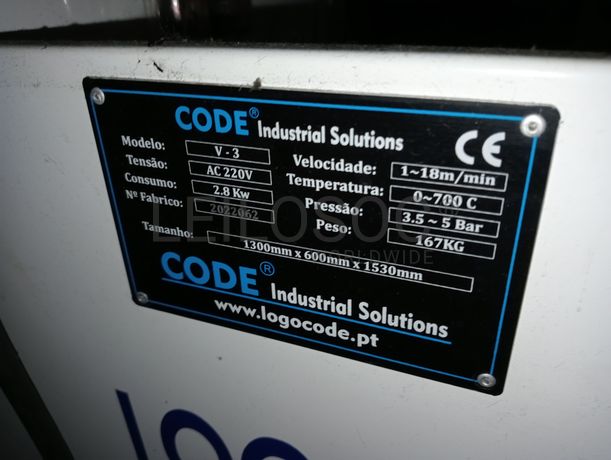 CODE® Industrial Solutions
CE
Modelo: V - 3
Tensão: AC 220V
Consumo: 2.8 Kw
Nº Fabrico: 2022062
Velocidade: 1~18m/min
Temperatura: 0~700 C
Pressão: 3.5 ~ 5 Bar
Peso: 167KG
Tamanho: 1300mm x 600mm x 1530mm
LEILOSOC
WORLDWIDE
CODE® Industrial Solutions
www.logocode.pt